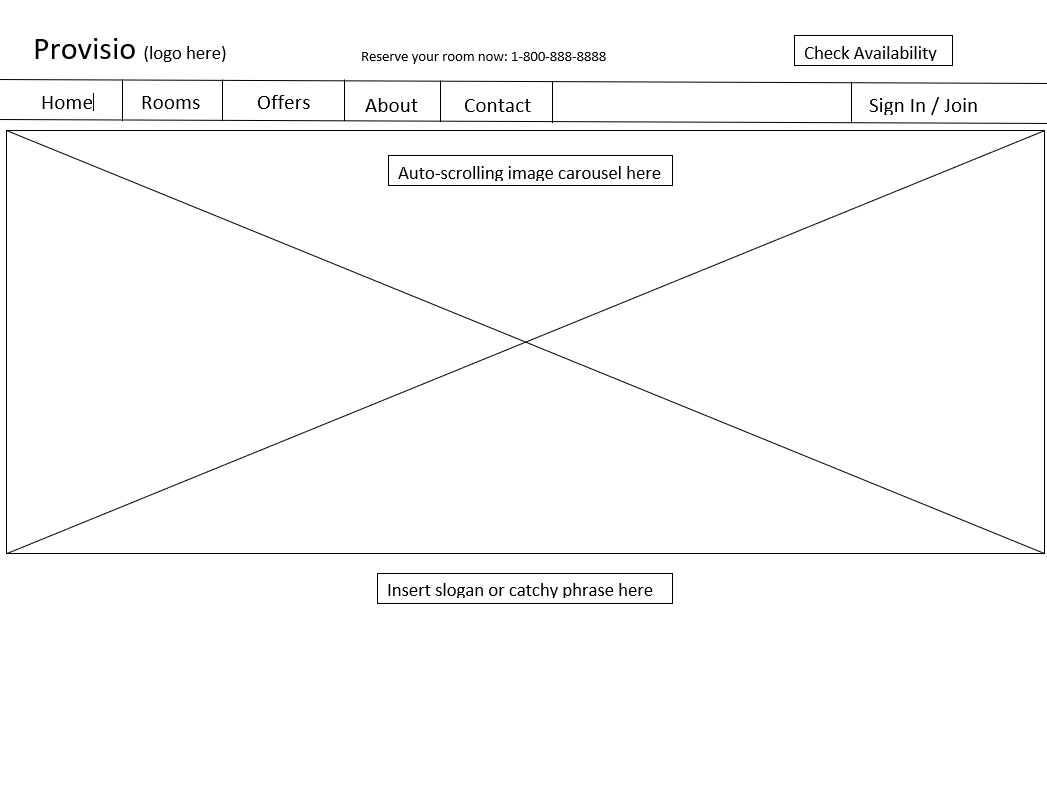 Provisio (logo here)
Reserve your room now: 1-800-888-8888
Check Availability
Home
Rooms
Offers
About
Contact
Sign In / Join
Auto-scrolling image carousel here
Insert slogan or catchy phrase here